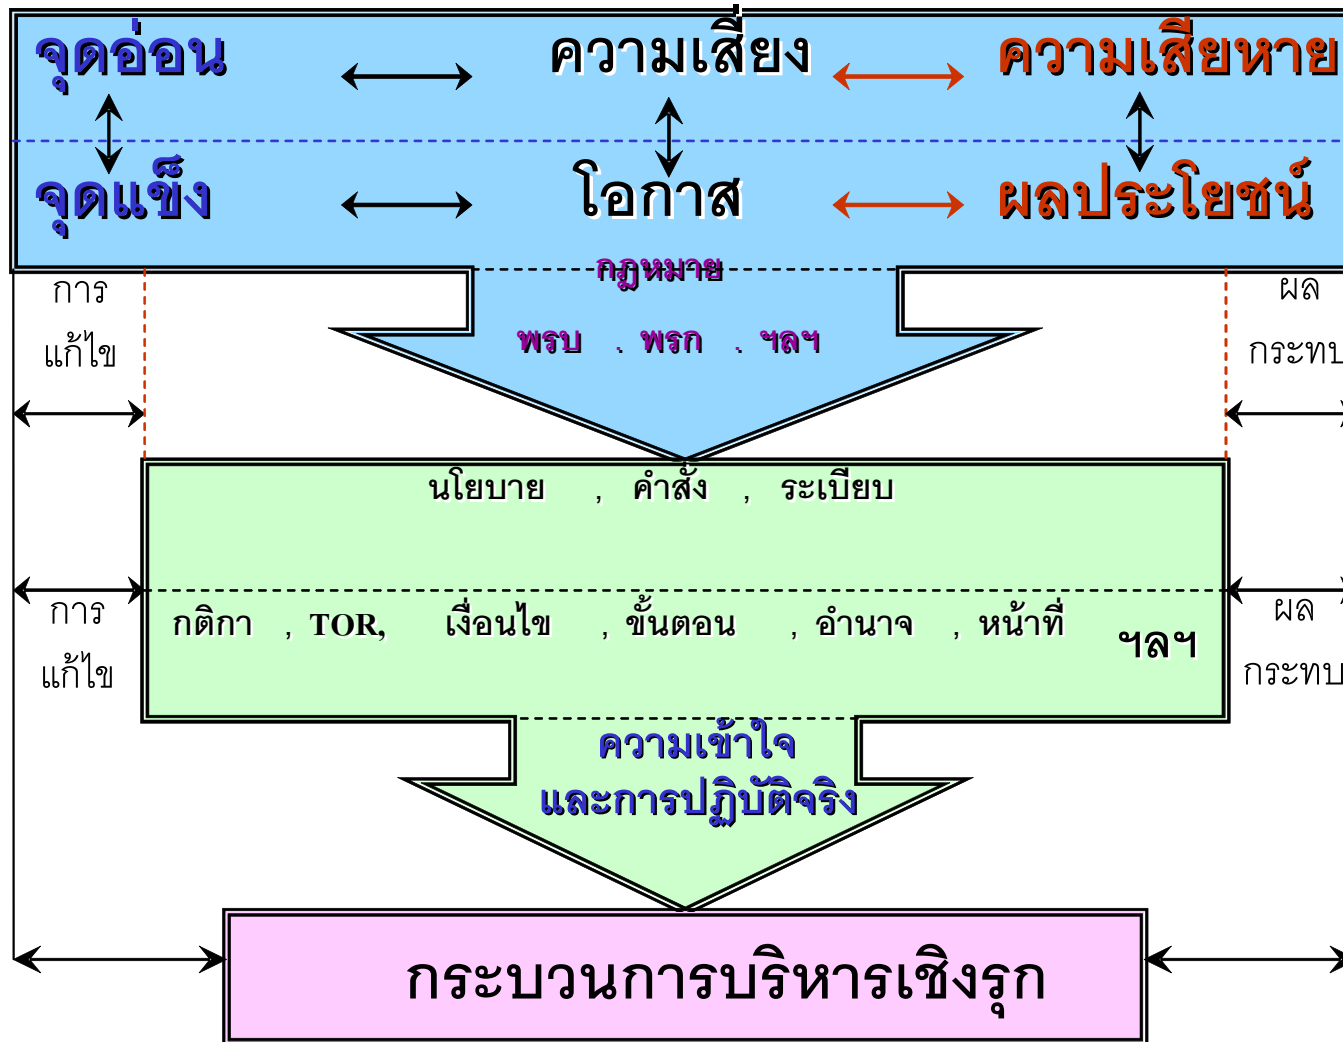 จุดอ่อน ความเสี่ยง ความเสียหาย
จุดแข็ง โอกาส ผลประโยชน์
กฎหมาย
พรบ . พรก . ฯลฯ
การ
แก้ไข
ผล
กระทบ
นโยบาย , คำสั่ง , ระเบียบ
กติกา , TOR, เงื่อนไข , ขั้นตอน , อำนาจ , หน้าที่ ฯลฯ
การ
แก้ไข
ผล
กระทบ
ความเข้าใจ
และการปฏิบัติจริง
กระบวนการบริหารเชิงรุก